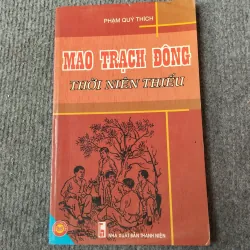 PHẠM QUÝ THÍCH
MAO TRẠCH ĐÔNG
THỜI NIÊN THIẾU
NHÀ XUẤT BẢN THANH NIÊN